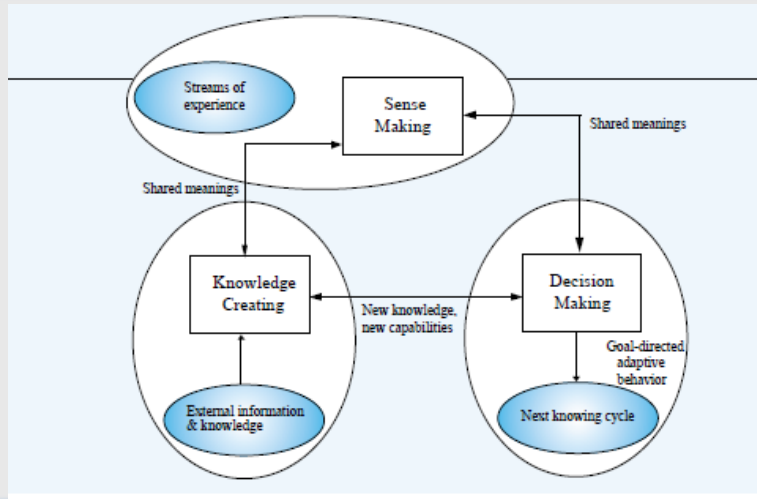 Streams of
experience
Sense
Making
Shared meanings
Shared meanings
Knowledge
Creating
Decision
Making
New knowledge,
new capabilities
Goal-directed
adaptive
behavior
External information
& knowledge
Next knowing cycle